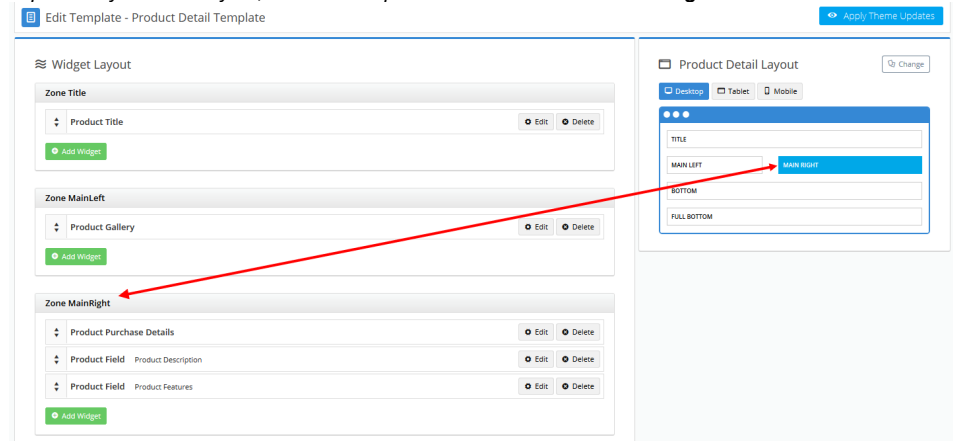 Edit Template - Product Detail Template
Apply Theme Updates
Widget Layout
Zone Title
Product Title
Edit Delete
Add Widget
Zone MainLeft
Product Gallery
Edit Delete
Add Widget
Zone MainRight
Product Purchase Details
Edit Delete
Product Field Product Description
Edit Delete
Product Field Product Features
Edit Delete
Add Widget
Product Detail Layout
Change
Desktop Tablet Mobile
TITLE
MAIN LEFT MAIN RIGHT
BOTTOM
FULL BOTTOM